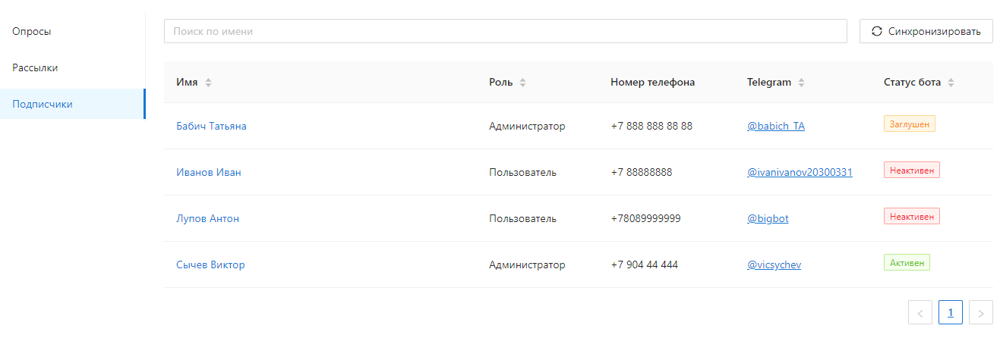 Опросы
Рассылки
Подписчики
Поиск по имени
Синхронизировать
Имя Роль Номер телефона Telegram Статус бота
Бабич Татьяна Администратор +7 888 888 88 88 @babich_TA Заглушен
Иванов Иван Пользователь +7 88888888 @ivanivanov20300331 Неактивен
Лупов Антон Пользователь +78089999999 @bigbot Неактивен
Сычев Виктор Администратор +7 904 44 444 @vicsychev Активен
< 1 >